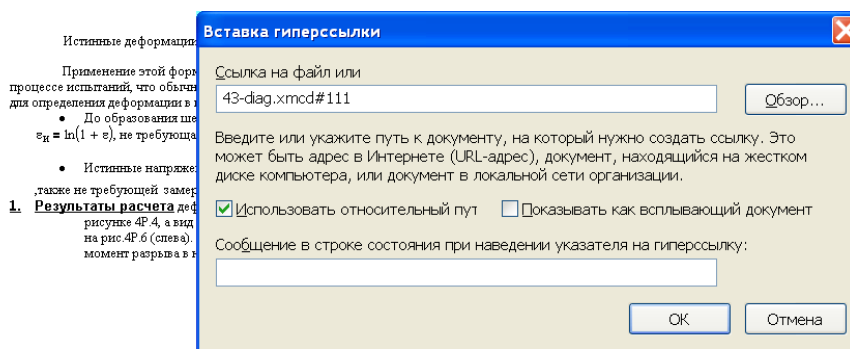 Истинные деформации
Применение этой форм
процессе испытаний, что обычн
для определения деформации в
• До образования ше
εи = ln(1 + ε), не требующа
• Истинные напряже
,также не требующей замер
1. Результаты расчета деф
рисунке 4Р.4, а вид
на рис.4Р.6 (слева).
момент разрыва в
Вставка гиперссылки
Ссылка на файл или
43-diag.xmcd#111
Обзор...
Введите или укажите путь к документу, на который нужно создать ссылку. Это
может быть адрес в Интернете (URL-адрес), документ, находящийся на жестком
диске компьютера, или документ в локальной сети организации.
Использовать относительный пут
Показывать как всплывающий документ
Сообщение в строке состояния при наведении указателя на гиперссылку:
ОК
Отмена